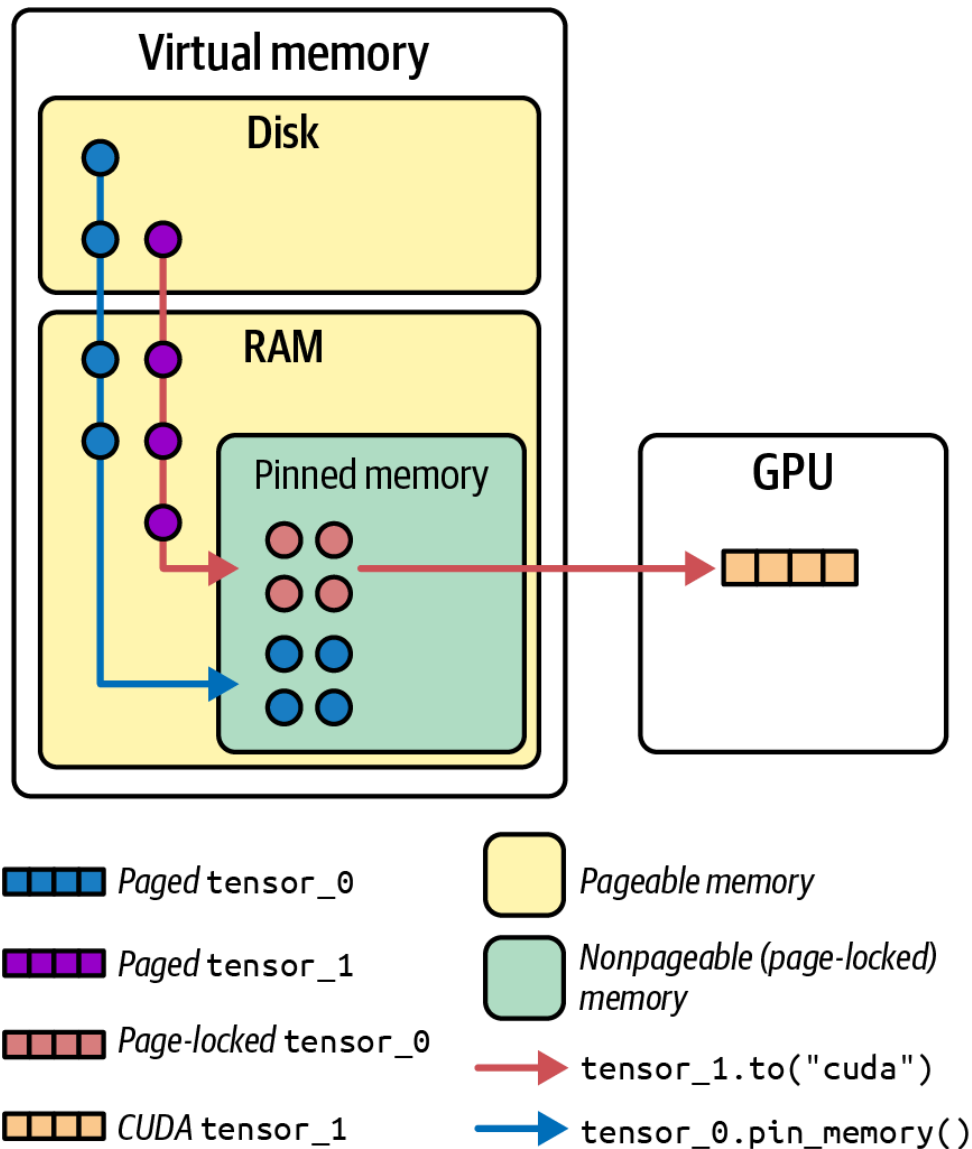 Virtual memory
Disk
RAM
Pinned memory
GPU
Paged tensor_0
Paged tensor_1
Page-locked tensor_0
CUDA tensor_1
Pageable memory
Nonpageable (page-locked)
memory
tensor_1.to("cuda")
tensor_0.pin_memory()